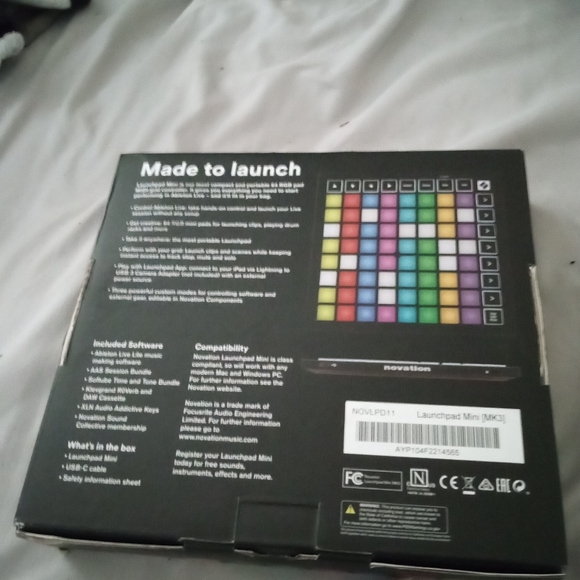 Made to launch
Launchpad Mini is our most compact and portable 64 RGB pad
MIDI grid controller. It gives you everything you need to start
performing in Ableton Live – and it'll fit in your bag.
• Control Ableton Live: take hands-on control and launch your Live
session without any setup
• Get creative: 64 RGB mini pads for launching clips, playing drum
racks and more
• Take it anywhere: the most portable Launchpad
• Perform with your grid: Launch clips and scenes while keeping
instant access to track stop, mute and solo
• Play with Launchpad App: connect to your iPad via Lightning to
USB 3 Camera Adapter (not included) with an external
power source
• Three powerful custom modes for controlling software and
external gear, editable in Novation Components
Included Software
• Ableton Live Lite music
making software
• AAS Session Bundle
• Softube Time and Tone Bundle
• Klevgrand R0Verb and
DAW Cassette
• XLN Audio Addictive Keys
• Novation Sound
Collective membership
What's in the box
• Launchpad Mini
• USB-C cable
• Safety information sheet
Compatibility
Novation Launchpad Mini is class
compliant, so will work with any
modern Mac and Windows PC.
For further information see the
Novation website.
Novation is a trade mark of
Focusrite Audio Engineering
Limited. For further information
please go to
www.novationmusic.com
Register your Launchpad Mini
today for free sounds,
instruments, effects and more.
novation
NOVLPD11 Launchpad Mini [MK3]
AYP104F2214565
FC Novation
N
CE
EAC
WARNING: